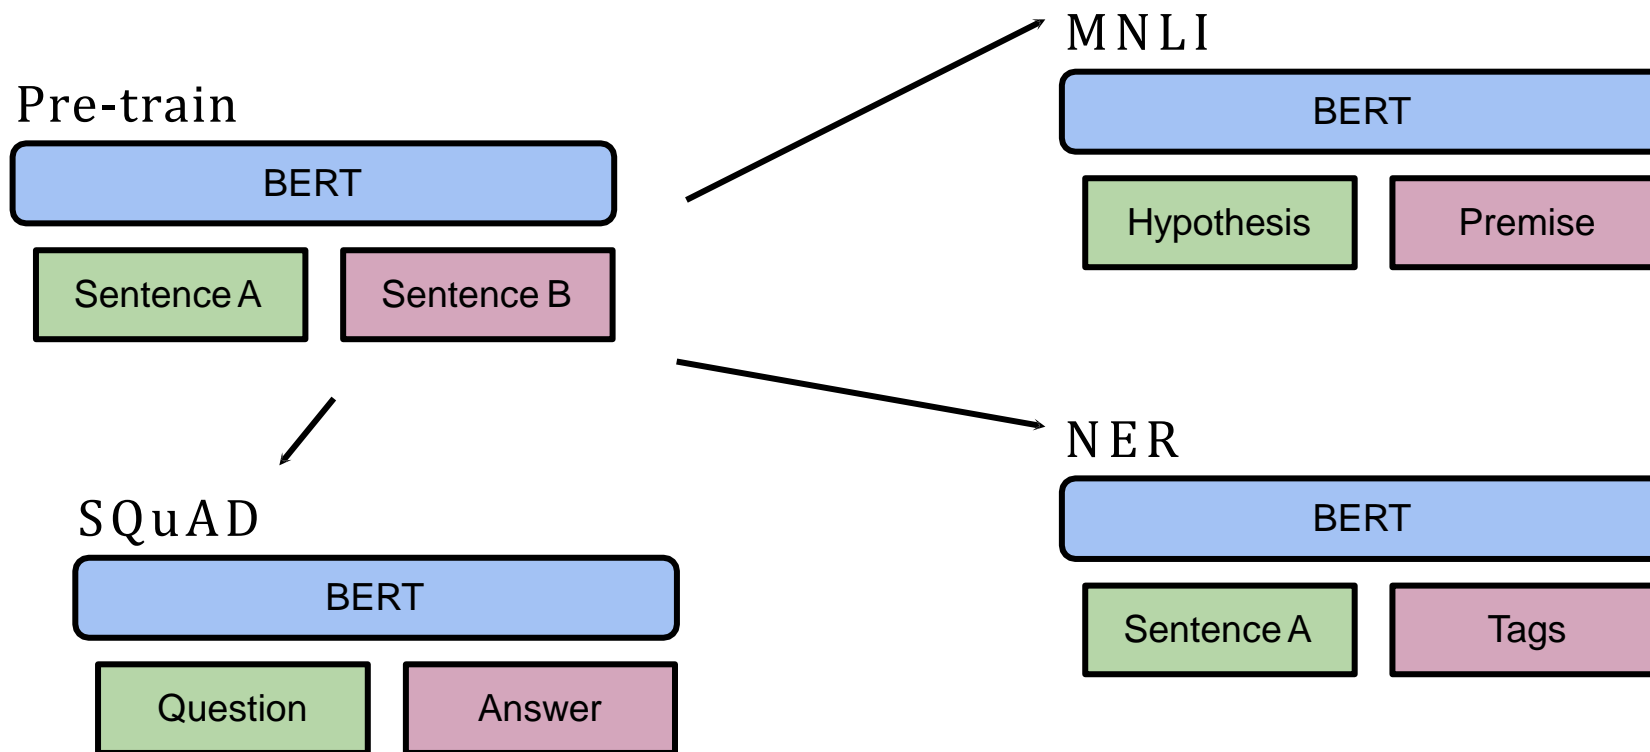 Pre-train
BERT
Sentence A
Sentence B
MNLI
BERT
Hypothesis
Premise
SQuAD
BERT
Question
Answer
NER
BERT
Sentence A
Tags